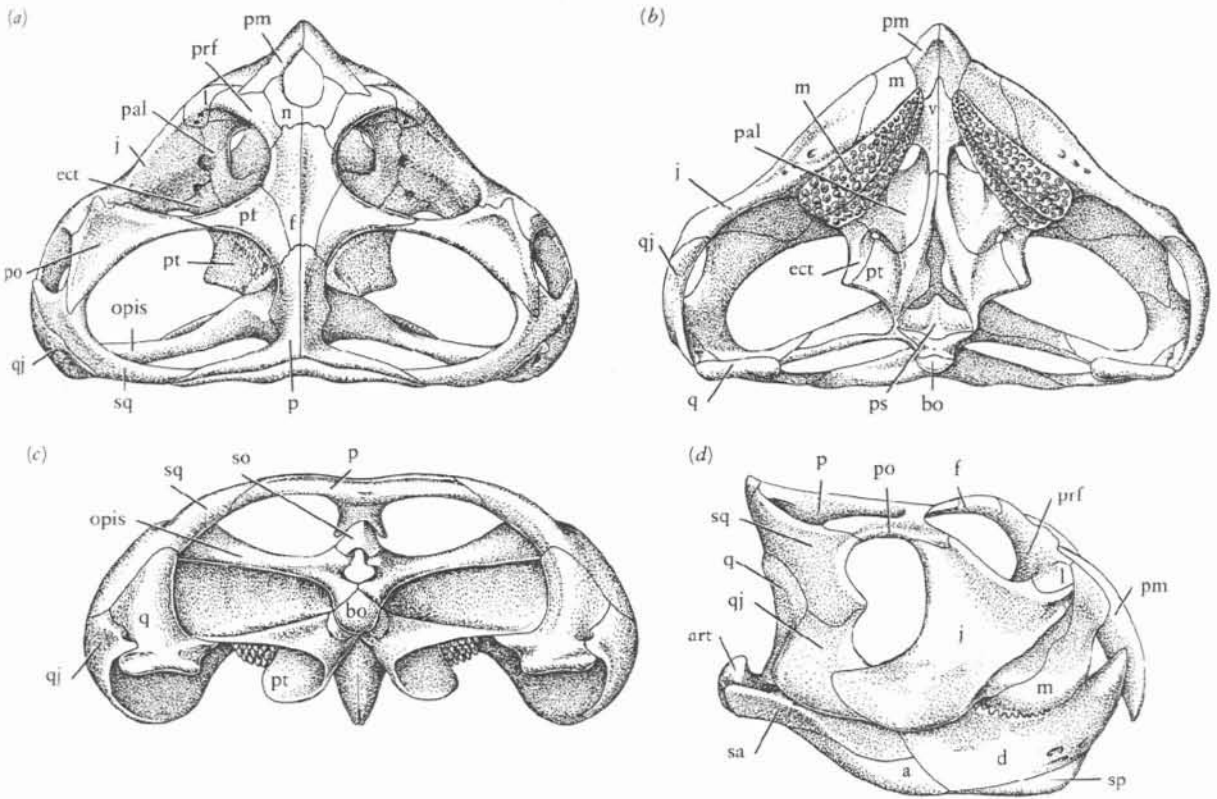 (a)
pm
prf
l
n
pal
j
ect
pf
f
po
pt
opis
qj
sq
p
(b)
pm
m
m
v
pal
j
qj
ect
pt
q
ps
bo
(c)
p
so
sq
opis
q
bo
qj
pt
(d)
p
po
f
prf
sq
q
l
pm
qj
art
j
m
sa
d
a
sp